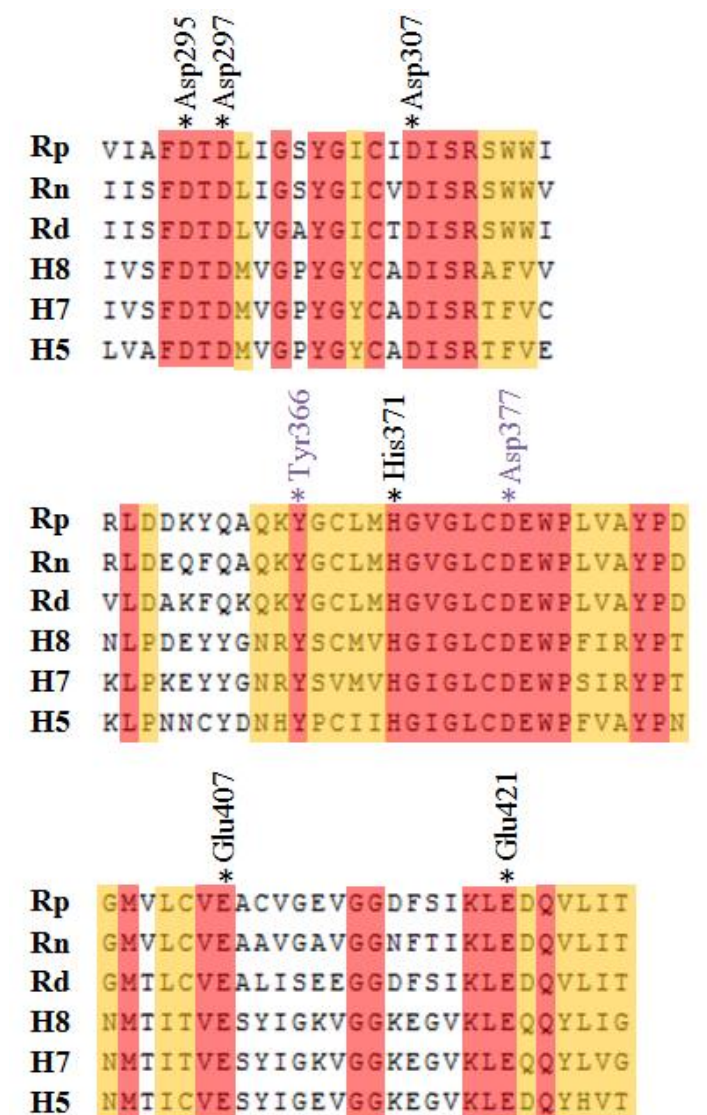 *Asp295 *Asp297 *Asp307
Rp VIAFDTDLIGSYGICIDISRSWWI
Rn IISFDTDLIGSYGICVDISRSWWV
Rd IISFDTDLVGAYGICTDISRSWWI
H8 IVSFDTDMVGPYGYCADISRAFVV
H7 IVSFDTDMVGPYGYCADISRTFVC
H5 LVAFDTDMVGPYGYCADISRTFVE
*Tyr366 *His371 *Asp377
Rp RLDDKYQAQKYGCLMHGVGLCDEWPLVAYPD
Rn RLDEQFQAQKYGCLMHGVGLCDEWPLVAYPD
Rd VLDAKFQKQKYGCLMHGVGLCDEWPLVAYPD
H8 NLPDEYYGNRYSCMVHGIGLCDEWPFIRYPT
H7 KLPKEYYGNRYSVMVHGIGLCDEWPSIRYPT
H5 KLPNNCYDNHYPCIIHGIGLCDEWPFVAYPN
*Glu407 *Glu421
Rp GMVLCVEACVGEVGGDFSIKLEDQVLIT
Rn GMVLCVEAAVGAVGGNFTIKLEDQVLIT
Rd GMTLCVEALISEEGGDFSIKLEDQVLIT
H8 NMTITVESYIGKVGGKEGVKLEQQYLIG
H7 NMTITVESYIGKVGGKEGVKLEQQYLVG
H5 NMTICVESYIGEVGGKEGVKLEDQYHVT